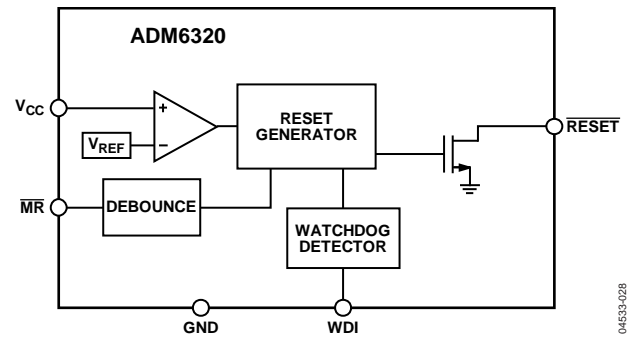 ADM6320
VCC
+
RESET
GENERATOR
RESET
VREF
–
MR
DEBOUNCE
WATCHDOG
DETECTOR
GND
WDI
04533-028